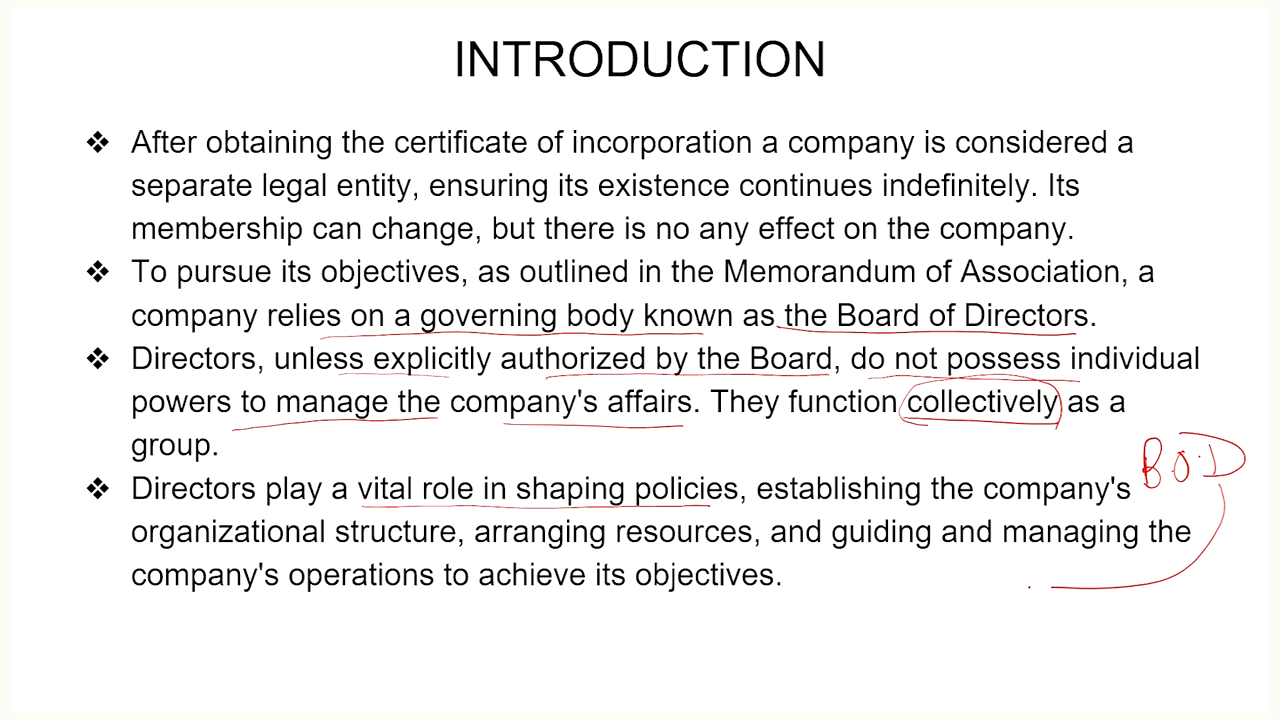 INTRODUCTION
❖ After obtaining the certificate of incorporation a company is considered a
separate legal entity, ensuring its existence continues indefinitely. Its
membership can change, but there is no any effect on the company.
❖ To pursue its objectives, as outlined in the Memorandum of Association, a
company relies on a governing body known as the Board of Directors.
❖ Directors, unless explicitly authorized by the Board, do not possess individual
powers to manage the company's affairs. They function collectively as a
group.
B.O.D
❖ Directors play a vital role in shaping policies, establishing the company's
organizational structure, arranging resources, and guiding and managing the
company's operations to achieve its objectives.